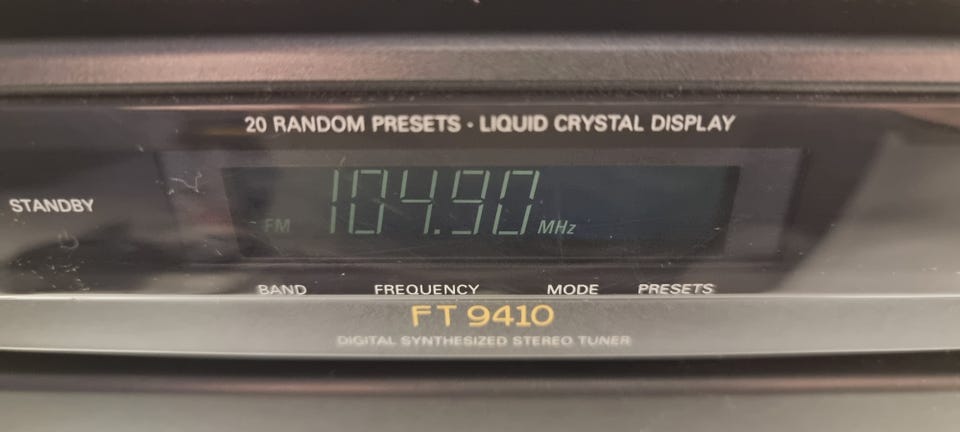 20 RANDOM PRESETS · LIQUID CRYSTAL DISPLAY
STANDBY
FM 104.90 MHz
BAND FREQUENCY MODE PRESETS
FT 9410
DIGITAL SYNTHESIZED STEREO TUNER